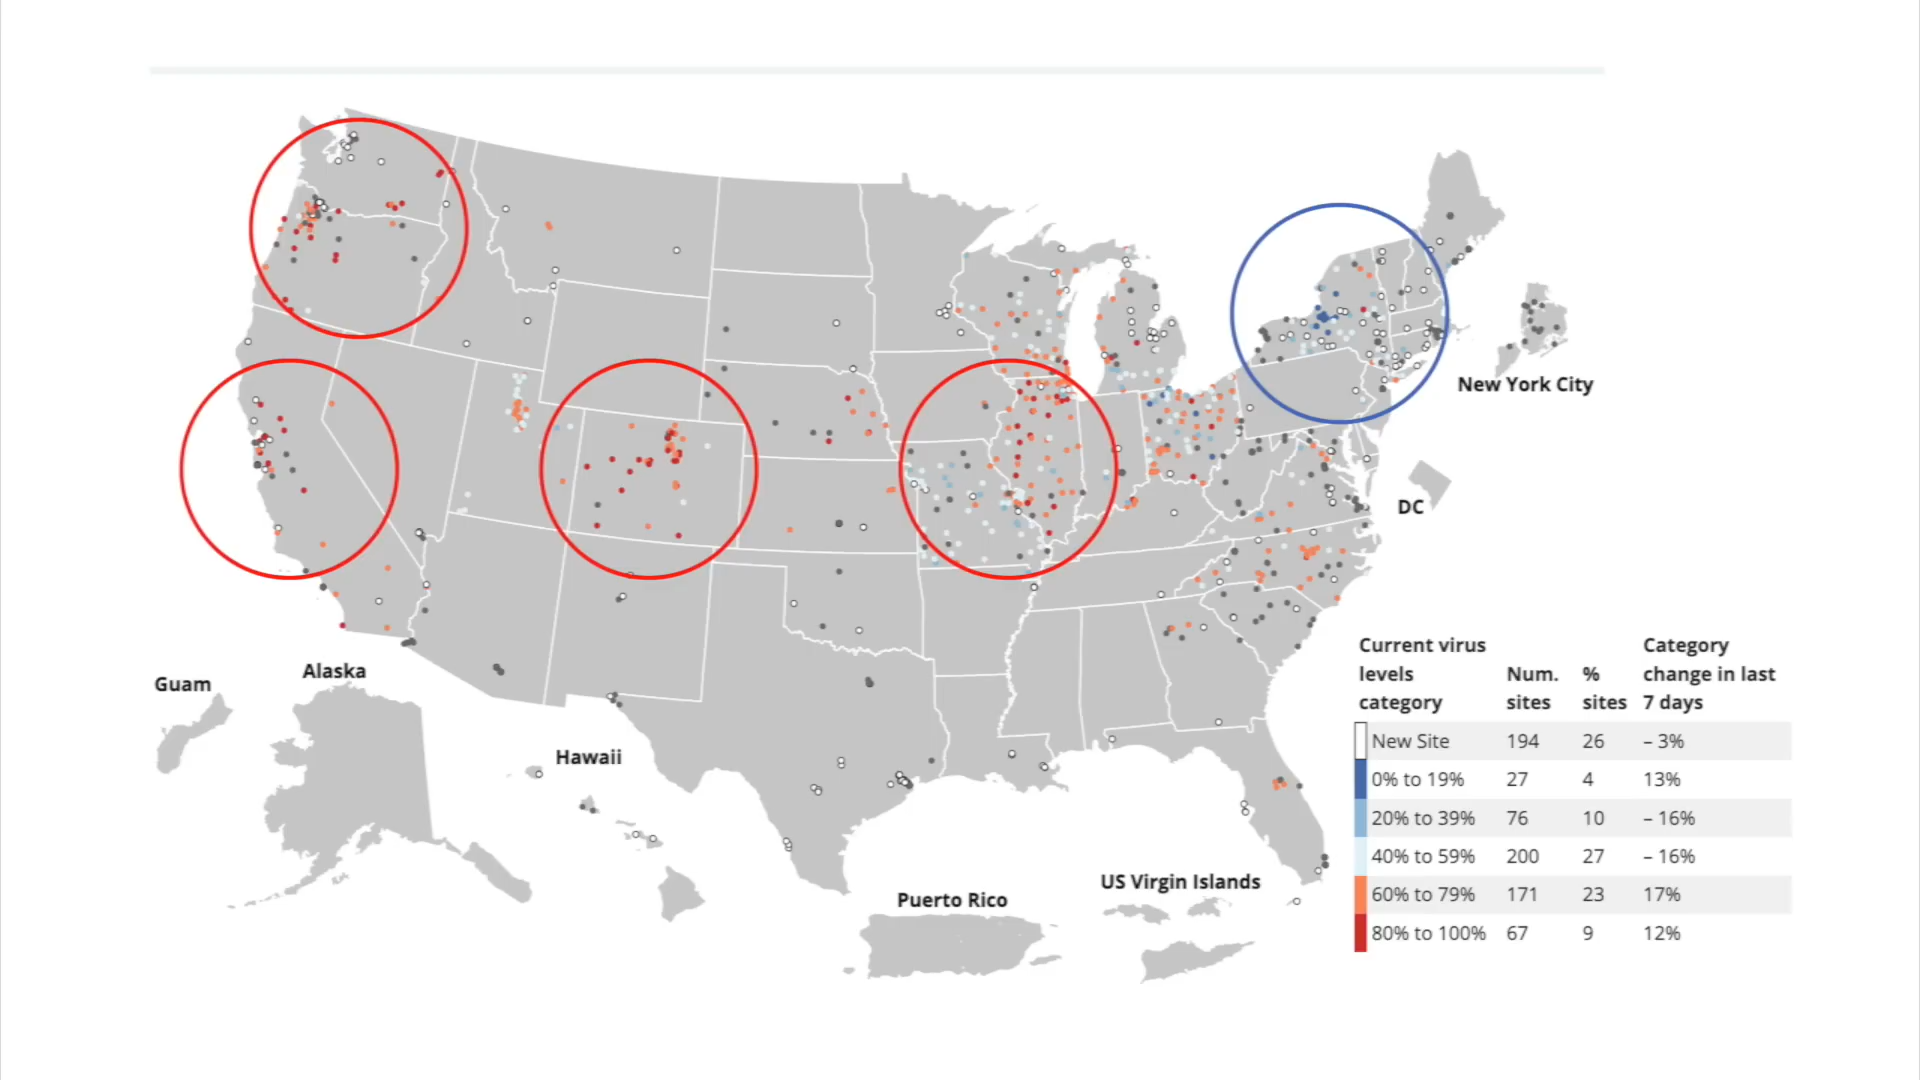 New York City
DC
Guam
Alaska
Hawaii
Puerto Rico
US Virgin Islands
Current virus levels category Num. sites % sites Category change in last 7 days
New Site 194 26 – 3%
0% to 19% 27 4 13%
20% to 39% 76 10 – 16%
40% to 59% 200 27 – 16%
60% to 79% 171 23 17%
80% to 100% 67 9 12%